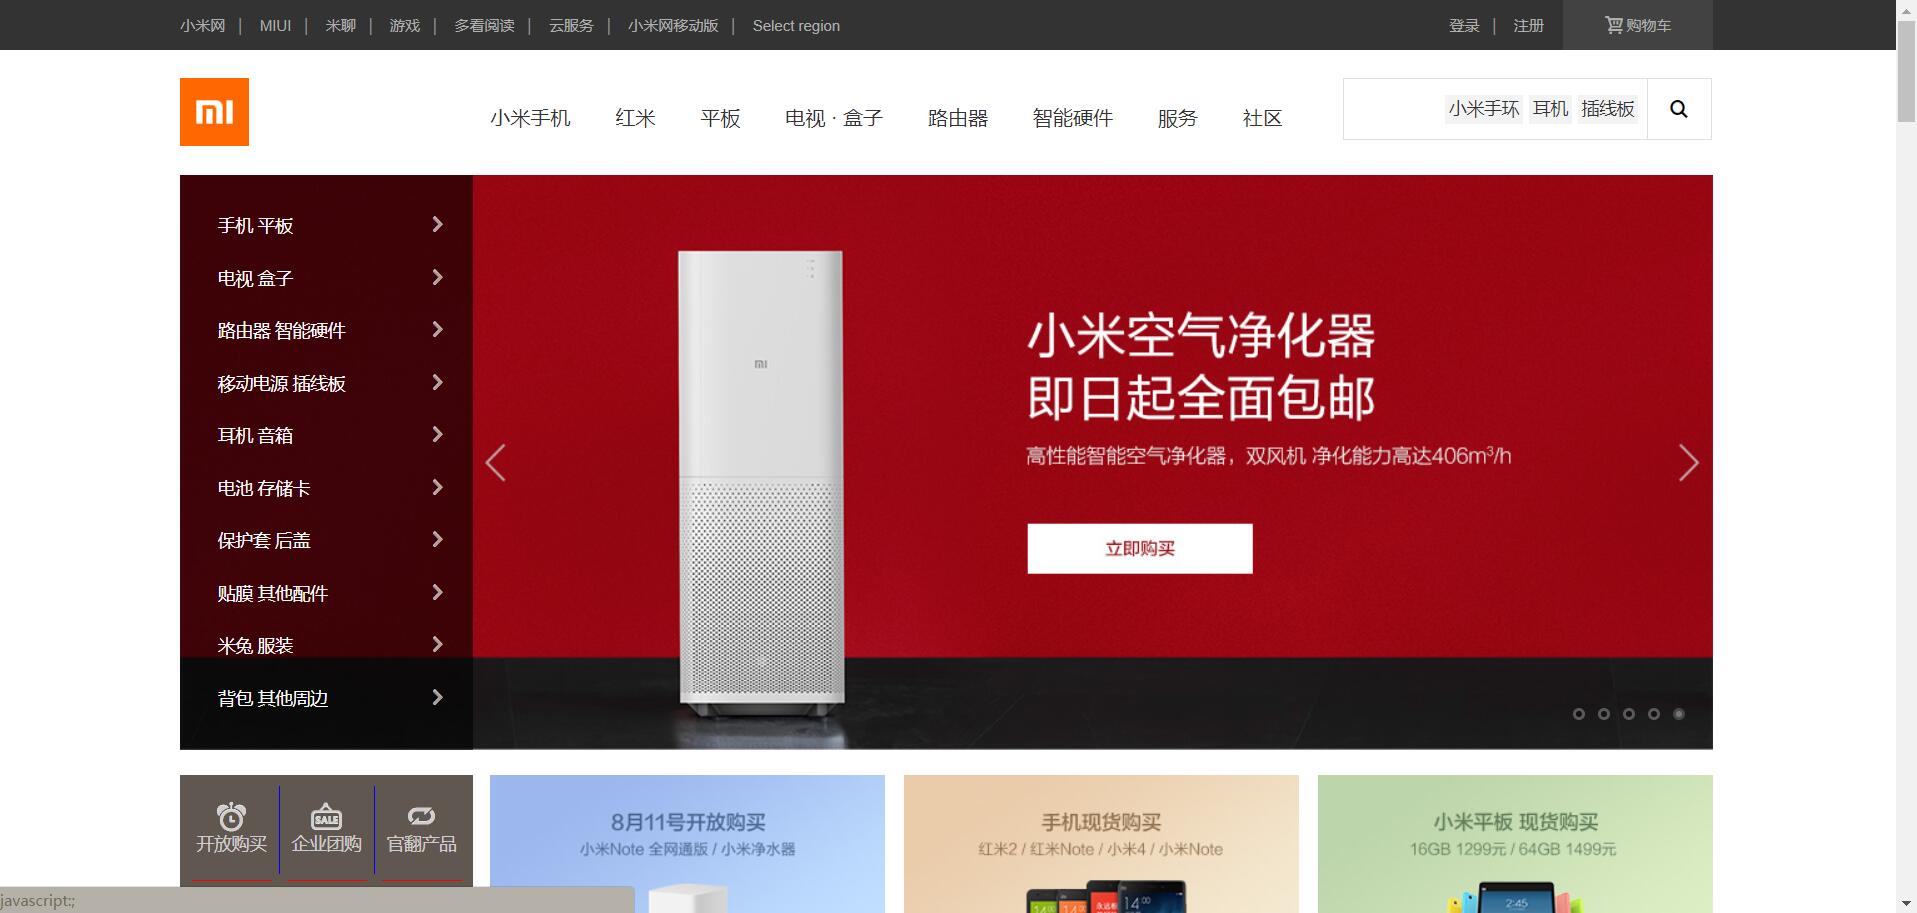 小米网 | MIUI | 米聊 | 游戏 | 多看阅读 | 云服务 | 小米网移动版 | Select region
登录 | 注册 购物车
mi
小米手机 红米 平板 电视 · 盒子 路由器 智能硬件 服务 社区
小米手环 耳机 插线板
手机 平板
电视 盒子
路由器 智能硬件
移动电源 插线板
耳机 音箱
电池 存储卡
保护套 后盖
贴膜 其他配件
米兔 服装
背包 其他周边
mi
小米空气净化器
即日起全面包邮
高性能智能空气净化器，双风机 净化能力高达406m³/h
立即购买
开放购买
SALE
企业团购
官翻产品
8月11号开放购买
小米Note 全网通版 / 小米净水器
手机现货购买
红米2 / 红米Note / 小米4 / 小米Note
14:00
小米平板 现货购买
16GB 1299元 / 64GB 1499元
2:45
javascript:;